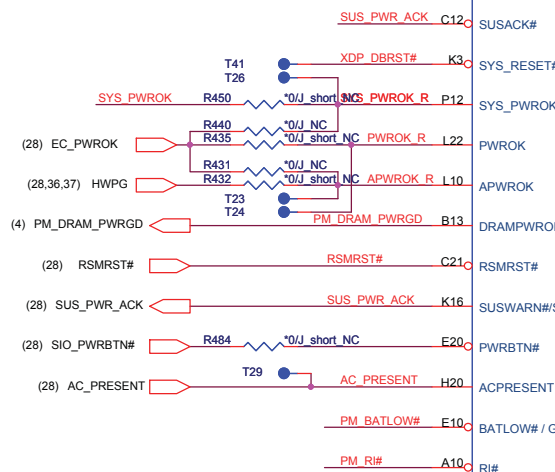 SUS_PWR_ACK C12 SUSACK#
T41 XDP_DBRST# K3 SYS_RESET#
T26
SYS_PWROK R450 *0/J_short_NC SYS_PWROK_R P12 SYS_PWROK
R440 *0/J_NC
(28) EC_PWROK R435 *0/J_short_NC PWROK_R L22 PWROK
R431 *0/J_NC
(28,36,37) HWPG R432 *0/J_short_NC APWROK_R L10 APWROK
T23
T24
(4) PM_DRAM_PWRGD PM_DRAM_PWRGD B13 DRAMPWROK
(28) RSMRST# RSMRST# C21 RSMRST#
(28) SUS_PWR_ACK SUS_PWR_ACK K16 SUSWARN#/S
(28) SIO_PWRBTN# R484 *0/J_short_NC E20 PWRBTN#
T29
(28) AC_PRESENT AC_PRESENT H20 ACPRESENT
PM_BATLOW# E10 BATLOW# / G
PM_RI# A10 RI#